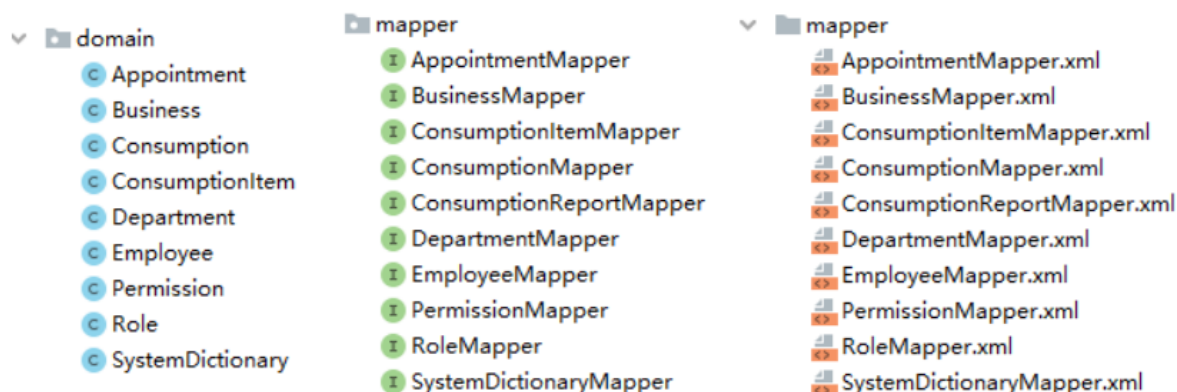 domain
Appointment
Business
Consumption
ConsumptionItem
Department
Employee
Permission
Role
SystemDictionary
mapper
AppointmentMapper
BusinessMapper
ConsumptionItemMapper
ConsumptionMapper
ConsumptionReportMapper
DepartmentMapper
EmployeeMapper
PermissionMapper
RoleMapper
SystemDictionaryMapper
mapper
AppointmentMapper.xml
BusinessMapper.xml
ConsumptionItemMapper.xml
ConsumptionMapper.xml
ConsumptionReportMapper.xml
DepartmentMapper.xml
EmployeeMapper.xml
PermissionMapper.xml
RoleMapper.xml
SystemDictionaryMapper.xml